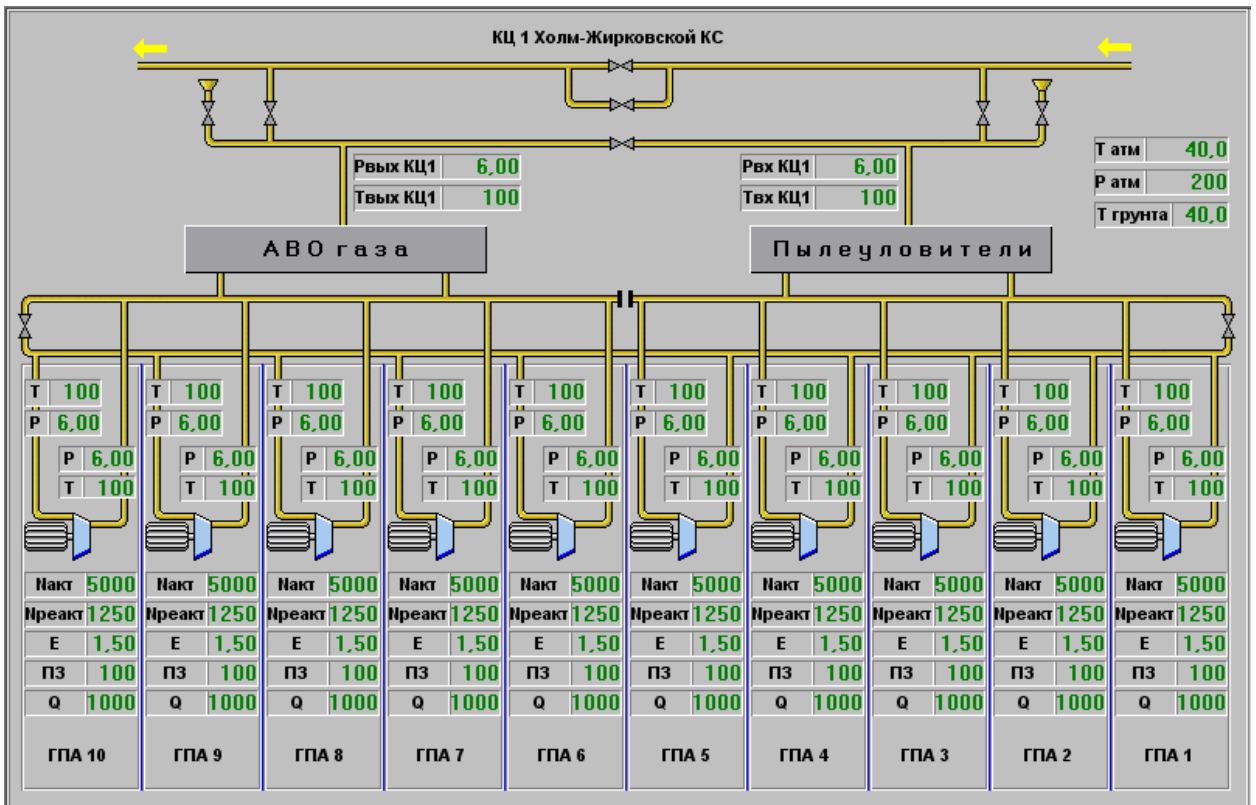 КЦ 1 Холм-Жирковской КС
Рвых КЦ1 6,00 Рвх КЦ1 6,00 Т атм 40,0
Твых КЦ1 100 Твх КЦ1 100 Р атм 200
Т грунта 40,0
АВО газа Пылеуловители
Т 100 Т 100 Т 100 Т 100 Т 100 Т 100 Т 100 Т 100 Т 100 Т 100
Р 6,00 Р 6,00 Р 6,00 Р 6,00 Р 6,00 Р 6,00 Р 6,00 Р 6,00 Р 6,00 Р 6,00
Р 6,00 Р 6,00 Р 6,00 Р 6,00 Р 6,00 Р 6,00 Р 6,00 Р 6,00 Р 6,00 Р 6,00
Т 100 Т 100 Т 100 Т 100 Т 100 Т 100 Т 100 Т 100 Т 100 Т 100
Nакт 5000 Nакт 5000 Nакт 5000 Nакт 5000 Nакт 5000 Nакт 5000 Nакт 5000 Nакт 5000 Nакт 5000 Nакт 5000
Nреакт 1250 Nреакт 1250 Nреакт 1250 Nреакт 1250 Nреакт 1250 Nреакт 1250 Nреакт 1250 Nреакт 1250 Nреакт 1250 Nреакт 1250
Е 1,50 Е 1,50 Е 1,50 Е 1,50 Е 1,50 Е 1,50 Е 1,50 Е 1,50 Е 1,50 Е 1,50
ПЗ 100 ПЗ 100 ПЗ 100 ПЗ 100 ПЗ 100 ПЗ 100 ПЗ 100 ПЗ 100 ПЗ 100 ПЗ 100
Q 1000 Q 1000 Q 1000 Q 1000 Q 1000 Q 1000 Q 1000 Q 1000 Q 1000 Q 1000
ГПА 10 ГПА 9 ГПА 8 ГПА 7 ГПА 6 ГПА 5 ГПА 4 ГПА 3 ГПА 2 ГПА 1